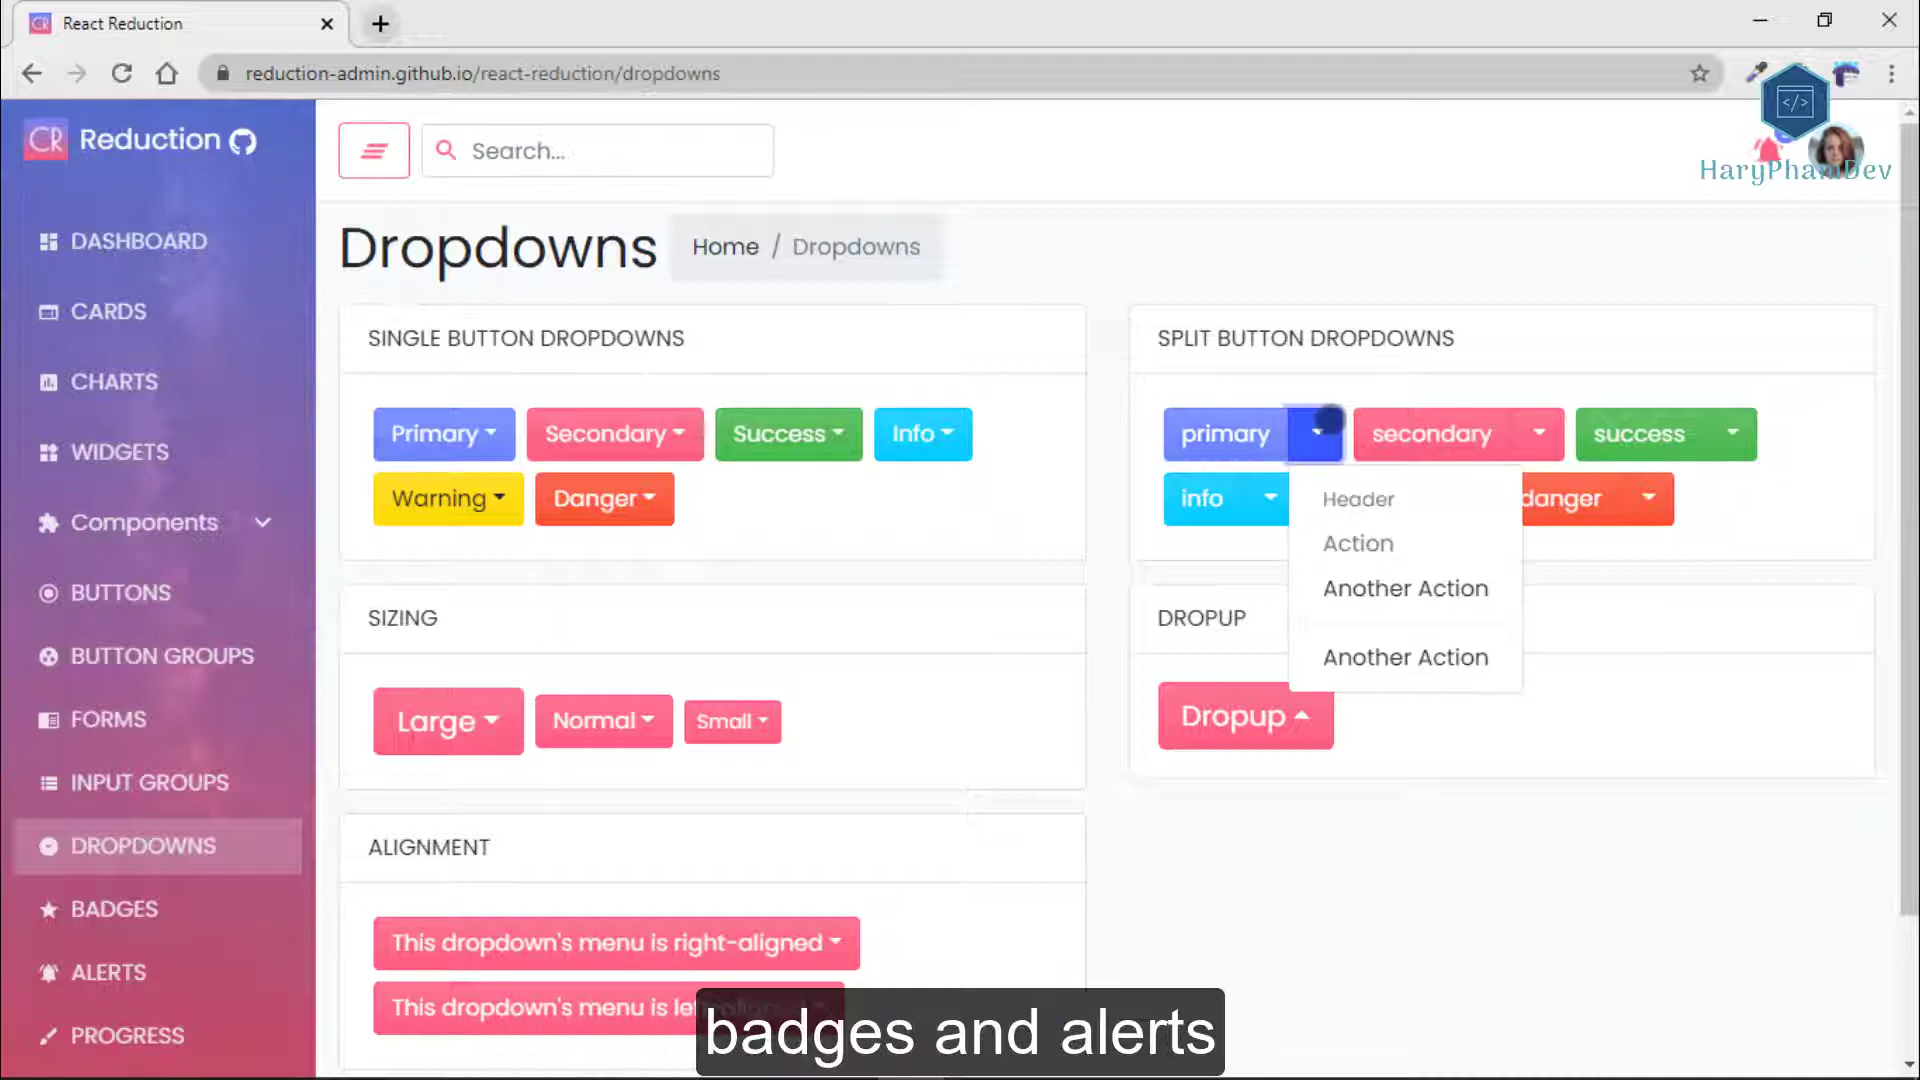 React Reduction
reduction-admin.github.io/react-reduction/dropdowns
CR Reduction
Search...
HaryPhamDev
DASHBOARD
CARDS
CHARTS
WIDGETS
Components
BUTTONS
BUTTON GROUPS
FORMS
INPUT GROUPS
DROPDOWNS
BADGES
ALERTS
PROGRESS
Dropdowns
Home / Dropdowns
SINGLE BUTTON DROPDOWNS
Primary Secondary Success Info
Warning Danger
SPLIT BUTTON DROPDOWNS
primary secondary success
info danger
Header
Action
Another Action
Another Action
SIZING
Large Normal Small
DROPUP
Dropup
ALIGNMENT
This dropdown's menu is right-aligned
This dropdown's menu is
badges and alerts